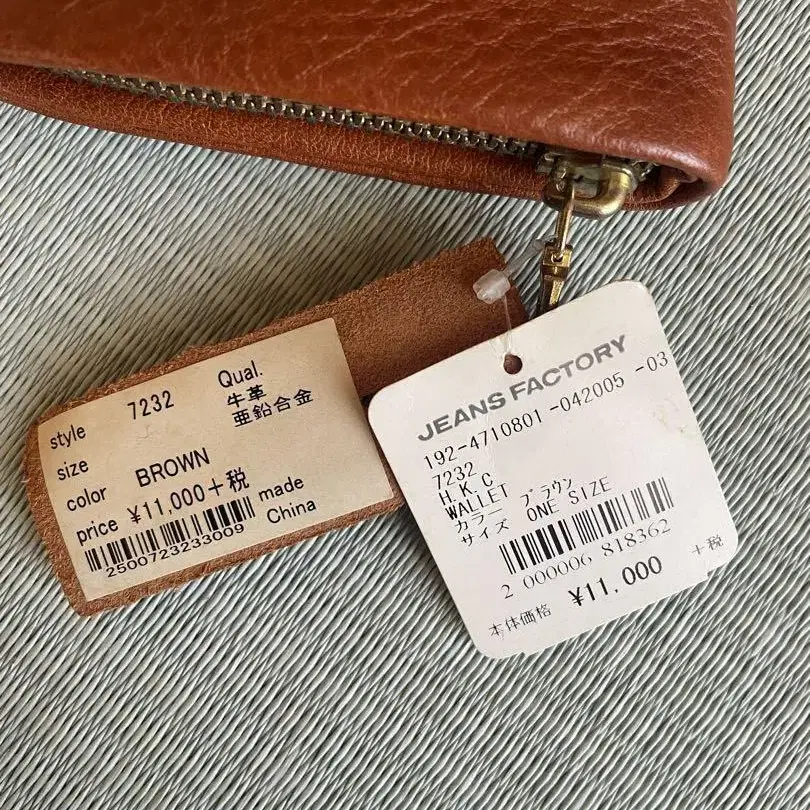 style 7232 Qual.
牛革
亜鉛合金
size
color BROWN
price ¥11,000+税
2500723233009
made
China
JEANS FACTORY
192-4710801-042005 -03
7232
H.K.C
WALLET
カラー ブラウン
サイズ ONE SIZE
2 000006 818362
本体価格 ¥11,000 +税